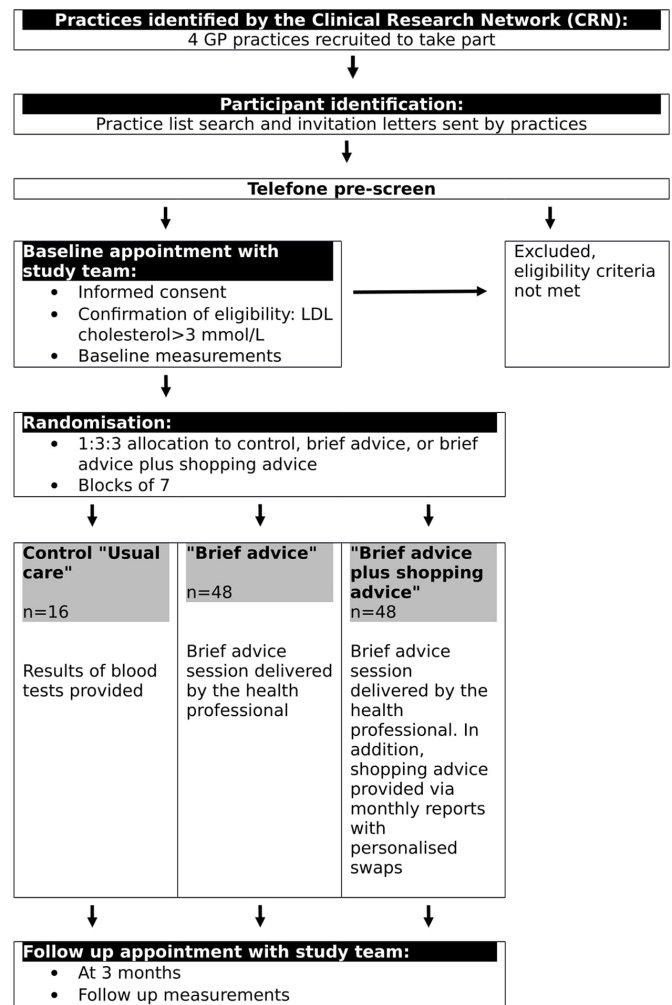 Practices identified by the Clinical Research Network (CRN):
4 GP practices recruited to take part
Participant identification:
Practice list search and invitation letters sent by practices
Telefone pre-screen
Baseline appointment with
study team:
• Informed consent
• Confirmation of eligibility: LDL
cholesterol>3 mmol/L
• Baseline measurements
Excluded,
eligibility criteria
not met
Randomisation:
• 1:3:3 allocation to control, brief advice, or brief
advice plus shopping advice
• Blocks of 7
Control "Usual
care"
n=16
Results of blood
tests provided
"Brief advice"
n=48
Brief advice
session delivered
by the health
professional
"Brief advice
plus shopping
advice"
n=48
Brief advice
session
delivered by the
health
professional. In
addition,
shopping advice
provided via
monthly reports
with
personalised
swaps
Follow up appointment with study team:
• At 3 months
• Follow up measurements